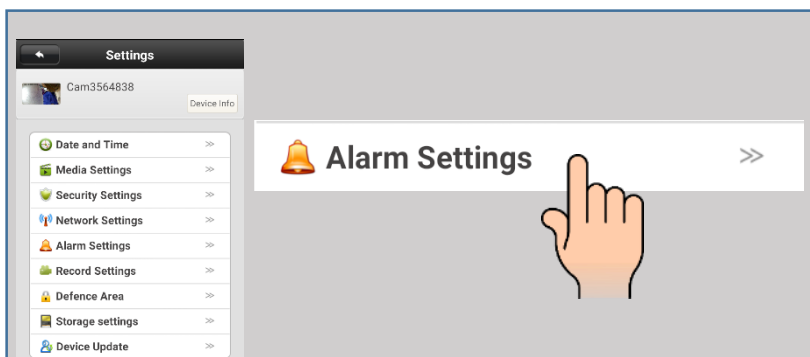 Settings
Cam3564838
Device Info
Date and Time
Media Settings
Security Settings
Network Settings
Alarm Settings
Record Settings
Defence Area
Storage settings
Device Update
Alarm Settings